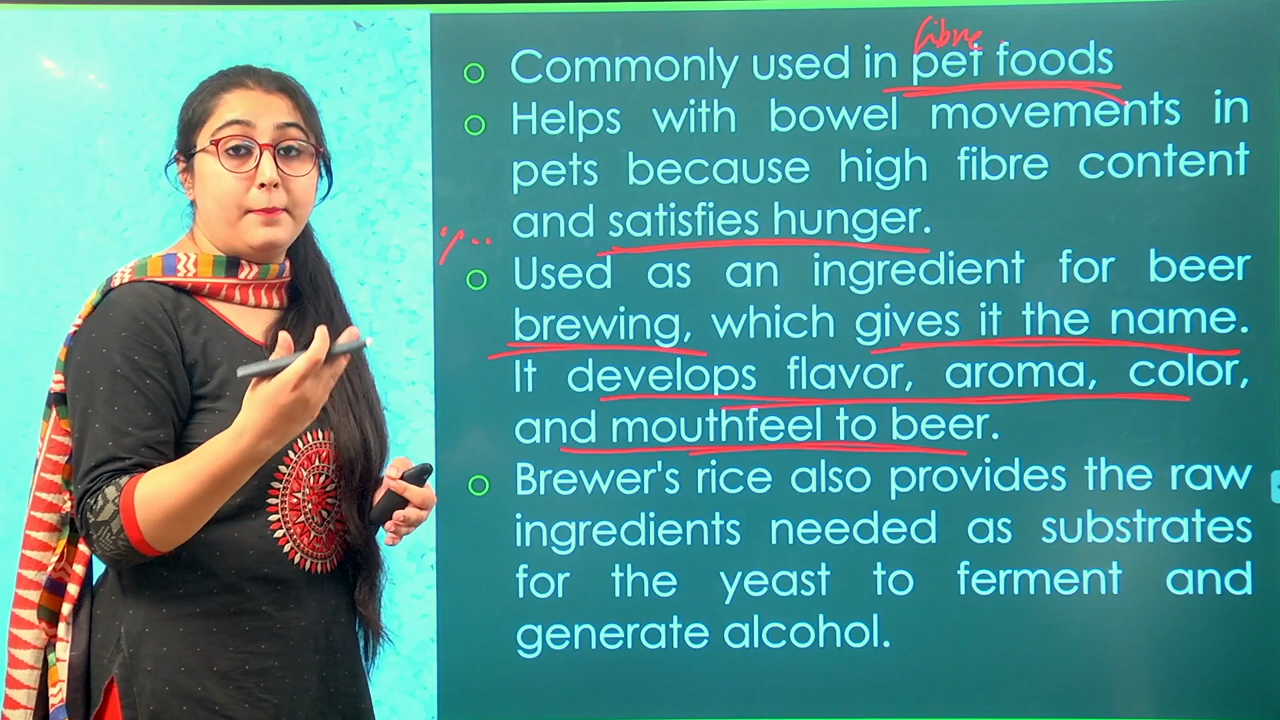 fibre
Commonly used in pet foods
Helps with bowel movements in
pets because high fibre content
and satisfies hunger.
Used as an ingredient for beer
brewing, which gives it the name.
It develops flavor, aroma, color,
and mouthfeel to beer.
Brewer's rice also provides the raw
ingredients needed as substrates
for the yeast to ferment and
generate alcohol.